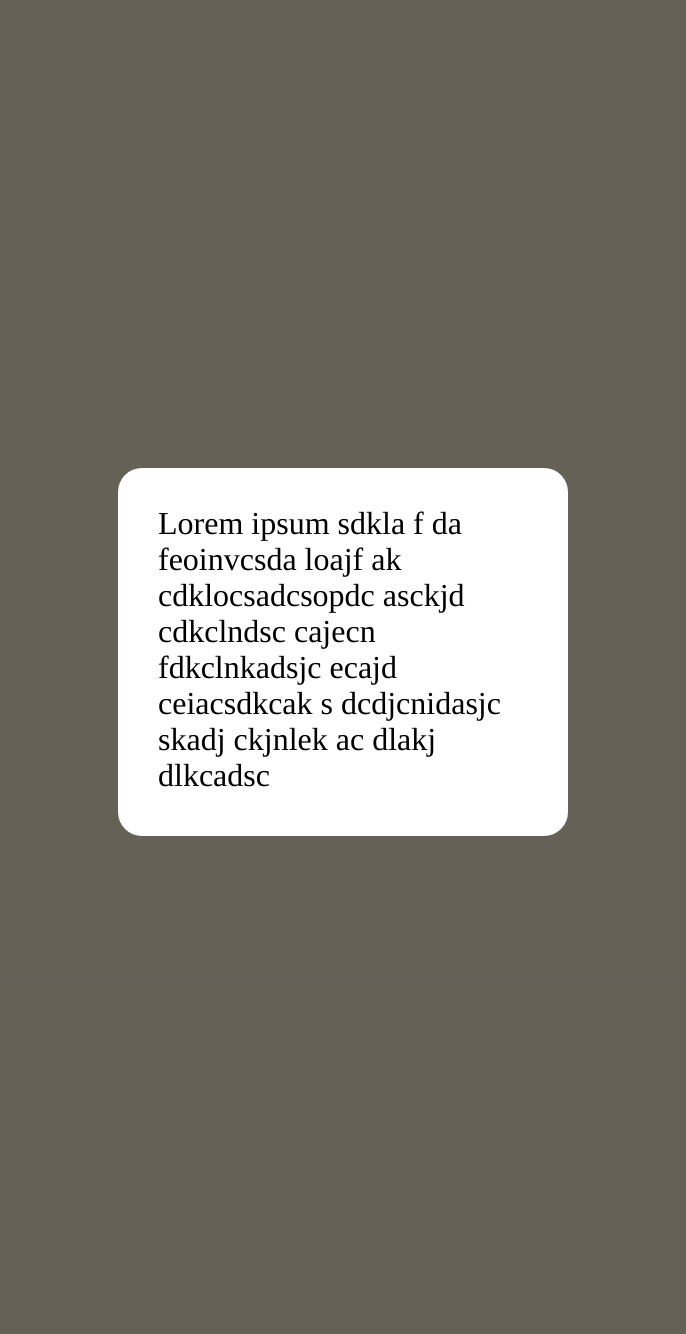 Lorem ipsum sdkla f da
feoinvcsda loajf ak
cdklocsadcsopdc asckjd
cdkclndsc cajecn
fdkclnkadsjc ecajd
ceiacsdkcak s dcdjcnidasjc
skadj ckjnlek ac dlakj
dlkcadsc